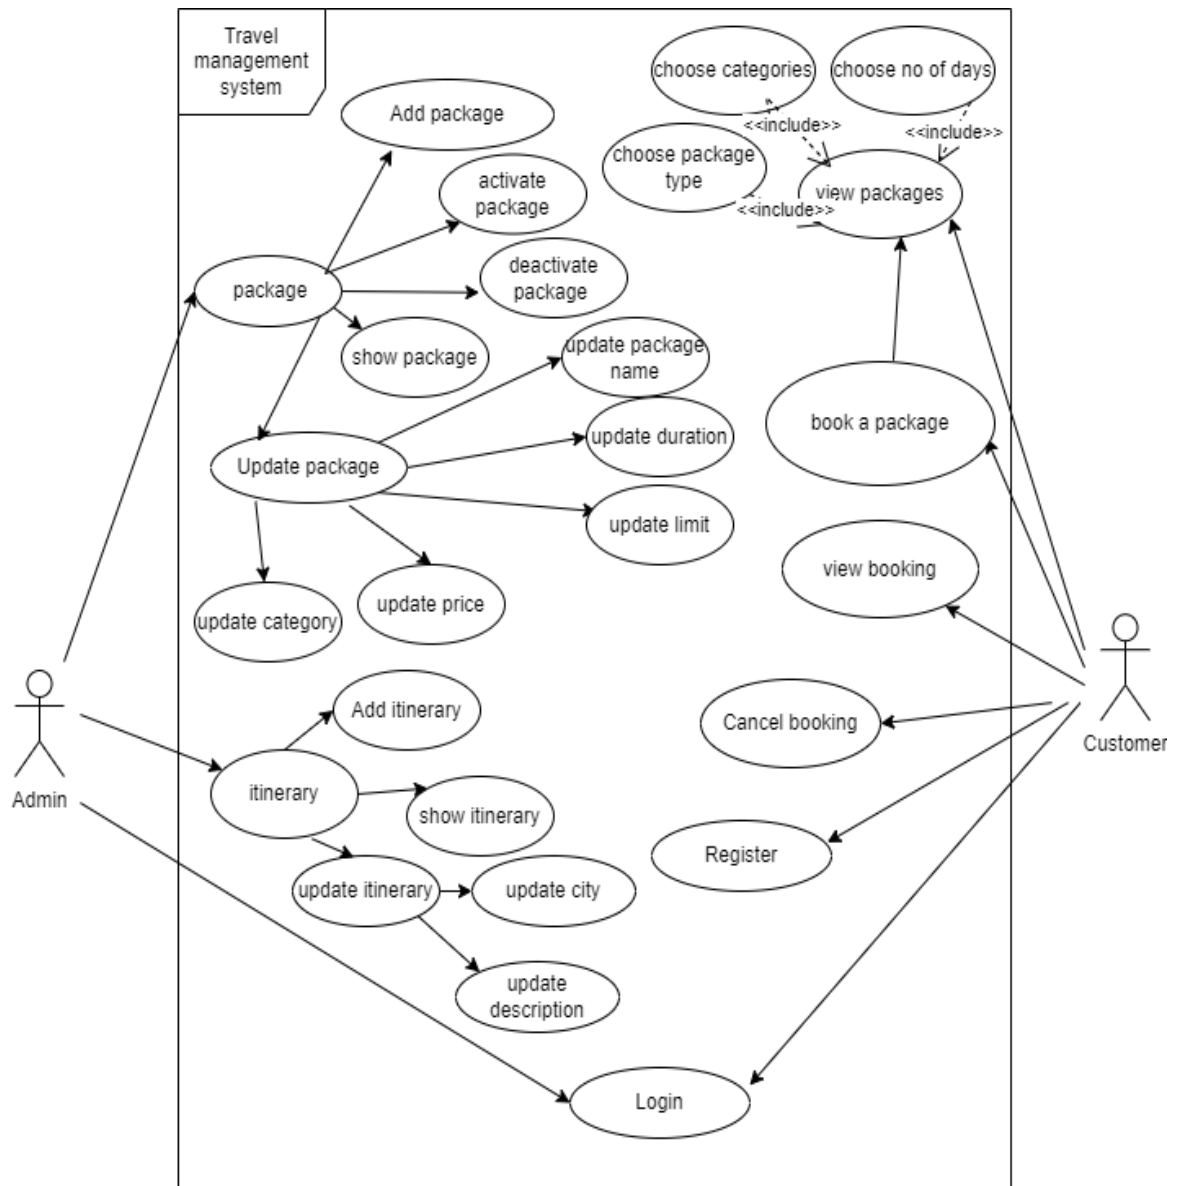 Travel
management
system
choose categories
choose no of days
Add package
<<include>>
<<include>>
choose package
type
activate
package
view packages
<<include>>
deactivate
package
package
show package
update package
name
book a package
update duration
Update package
update limit
view booking
update category
update price
Add itinerary
Cancel booking
Customer
itinerary
Admin
show itinerary
Register
update itinerary
update city
update
description
Login